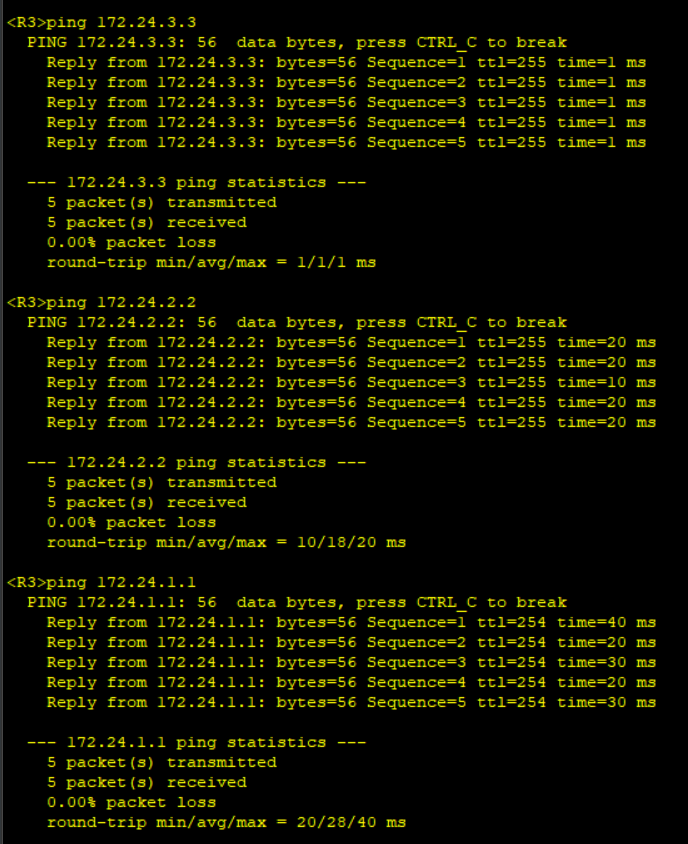 <R3>ping 172.24.3.3
PING 172.24.3.3: 56  data bytes, press CTRL_C to break
Reply from 172.24.3.3: bytes=56 Sequence=1 ttl=255 time=1 ms
Reply from 172.24.3.3: bytes=56 Sequence=2 ttl=255 time=1 ms
Reply from 172.24.3.3: bytes=56 Sequence=3 ttl=255 time=1 ms
Reply from 172.24.3.3: bytes=56 Sequence=4 ttl=255 time=1 ms
Reply from 172.24.3.3: bytes=56 Sequence=5 ttl=255 time=1 ms
--- 172.24.3.3 ping statistics ---
5 packet(s) transmitted
5 packet(s) received
0.00% packet loss
round-trip min/avg/max = 1/1/1 ms
<R3>ping 172.24.2.2
PING 172.24.2.2: 56  data bytes, press CTRL_C to break
Reply from 172.24.2.2: bytes=56 Sequence=1 ttl=255 time=20 ms
Reply from 172.24.2.2: bytes=56 Sequence=2 ttl=255 time=20 ms
Reply from 172.24.2.2: bytes=56 Sequence=3 ttl=255 time=10 ms
Reply from 172.24.2.2: bytes=56 Sequence=4 ttl=255 time=20 ms
Reply from 172.24.2.2: bytes=56 Sequence=5 ttl=255 time=20 ms
--- 172.24.2.2 ping statistics ---
5 packet(s) transmitted
5 packet(s) received
0.00% packet loss
round-trip min/avg/max = 10/18/20 ms
<R3>ping 172.24.1.1
PING 172.24.1.1: 56  data bytes, press CTRL_C to break
Reply from 172.24.1.1: bytes=56 Sequence=1 ttl=254 time=40 ms
Reply from 172.24.1.1: bytes=56 Sequence=2 ttl=254 time=20 ms
Reply from 172.24.1.1: bytes=56 Sequence=3 ttl=254 time=30 ms
Reply from 172.24.1.1: bytes=56 Sequence=4 ttl=254 time=20 ms
Reply from 172.24.1.1: bytes=56 Sequence=5 ttl=254 time=30 ms
--- 172.24.1.1 ping statistics ---
5 packet(s) transmitted
5 packet(s) received
0.00% packet loss
round-trip min/avg/max = 20/28/40 ms